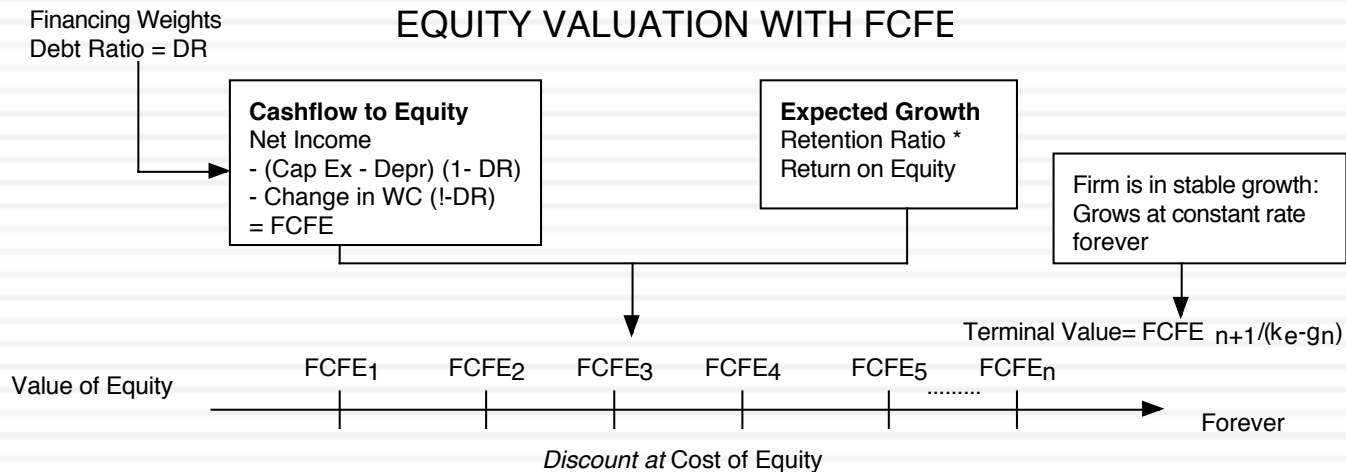 Financing Weights
Debt Ratio = DR
EQUITY VALUATION WITH FCFE
Cashflow to Equity
Net Income
- (Cap Ex - Depr) (1- DR)
- Change in WC (!-DR)
= FCFE
Expected Growth
Retention Ratio *
Return on Equity
Firm is in stable growth:
Grows at constant rate
forever
Terminal Value= FCFE n+1/(ke-gn)
Value of Equity
FCFE1 FCFE2 FCFE3 FCFE4 FCFE5 ......... FCFEn
Forever
Discount at Cost of Equity